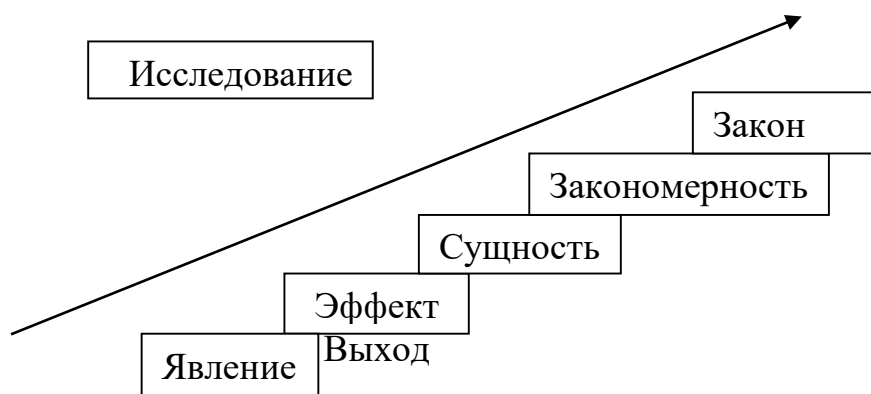 Исследование
Закон
Закономерность
Сущность
Эффект
Выход
Явление